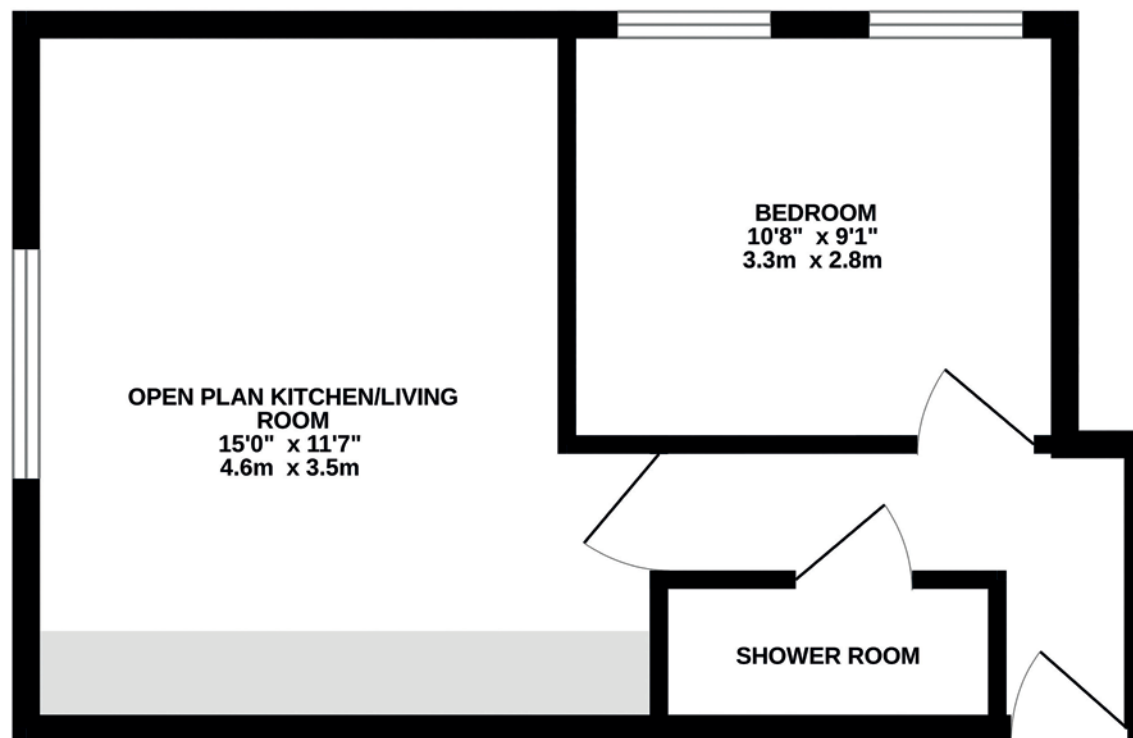 BEDROOM
10'8" x 9'1"
3.3m x 2.8m
OPEN PLAN KITCHEN/LIVING
ROOM
15'0" x 11'7"
4.6m x 3.5m
SHOWER ROOM